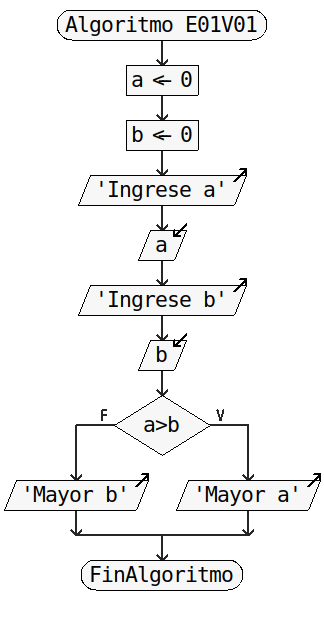 Algoritmo E01V01
a <- 0
b <- 0
'Ingrese a'
a
'Ingrese b'
b
a>b
F V
'Mayor b' 'Mayor a'
FinAlgoritmo